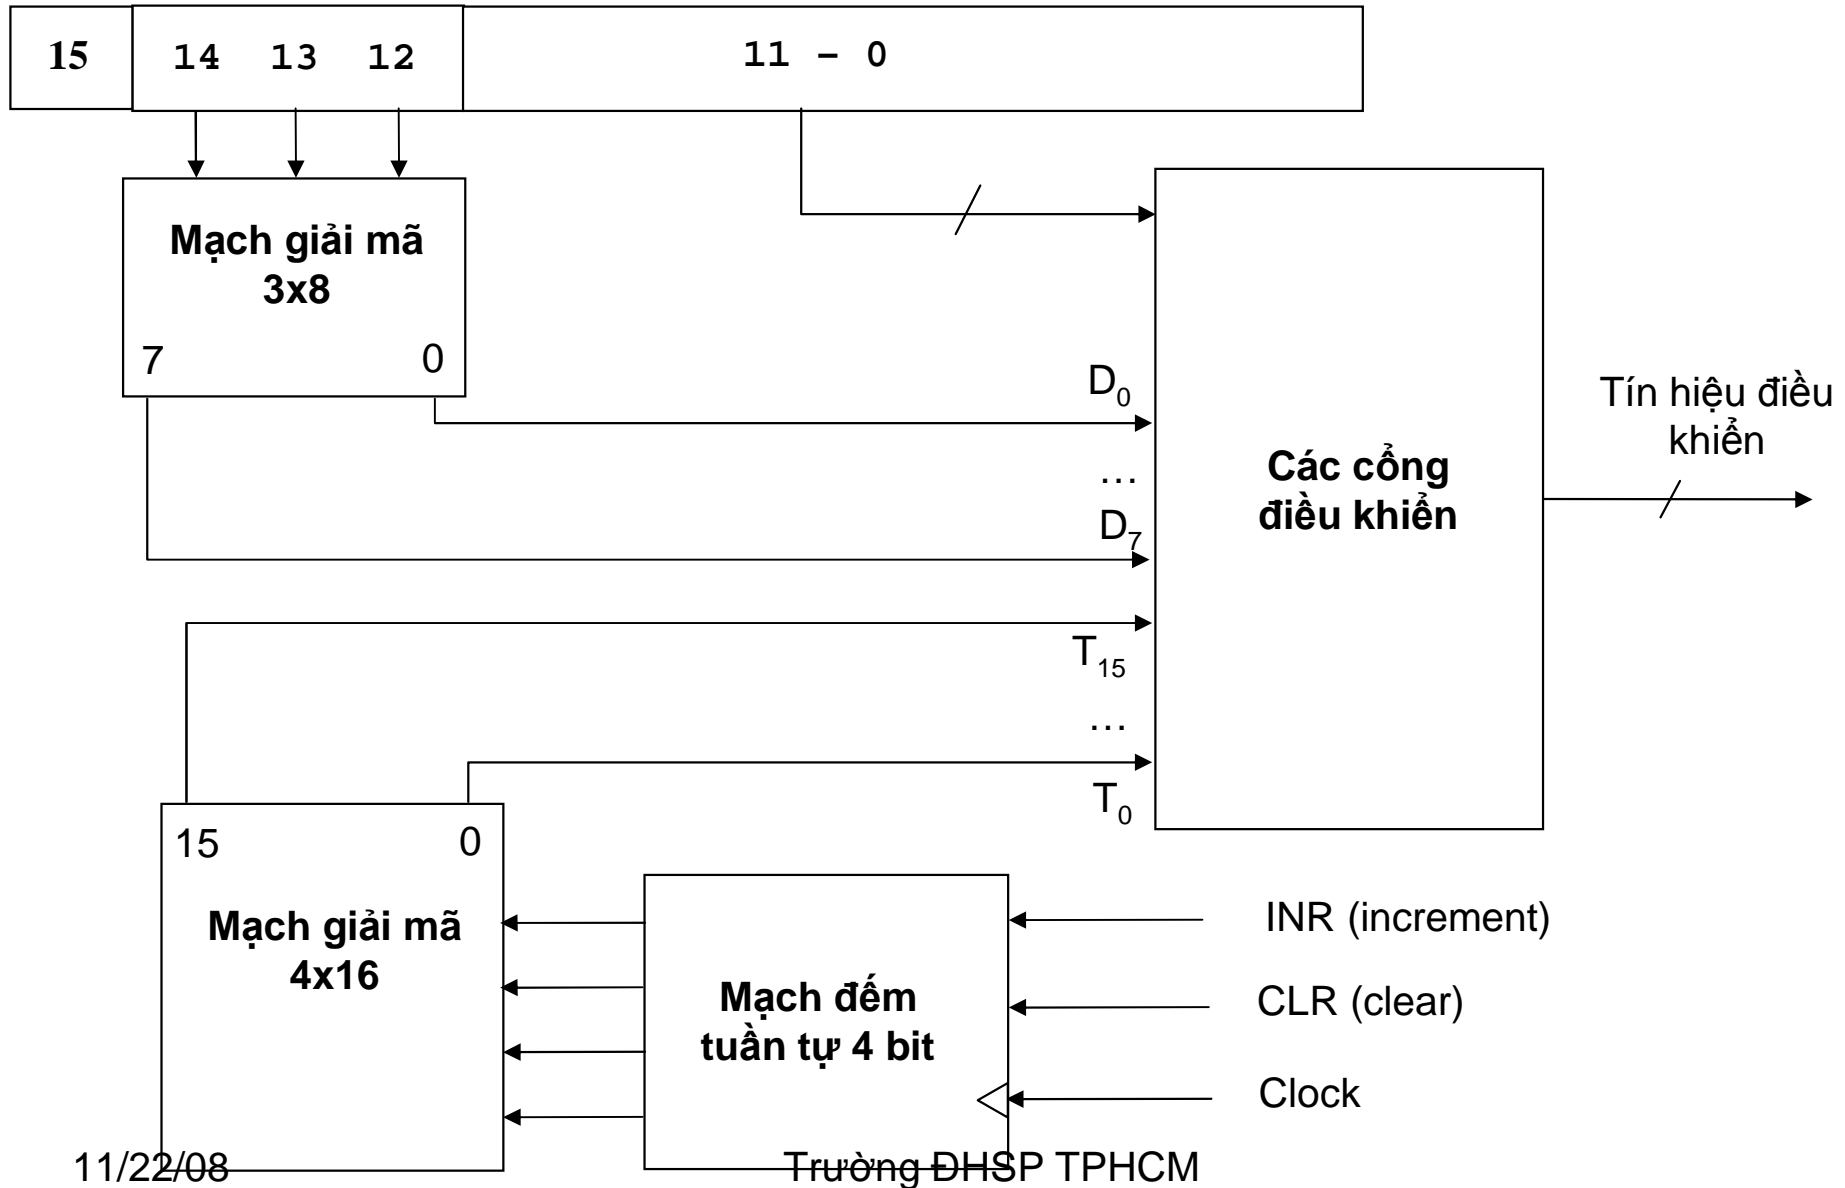 15 14 13 12 11 – 0
Mạch giải mã
3x8
7 0
D0
…
D7
T15
…
T0
Các cổng
điều khiển
Tín hiệu điều
khiển
15 0
Mạch giải mã
4x16
Mạch đếm
tuần tự 4 bit
INR (increment)
CLR (clear)
Clock
11/22/08 Trường ĐHSP TPHCM